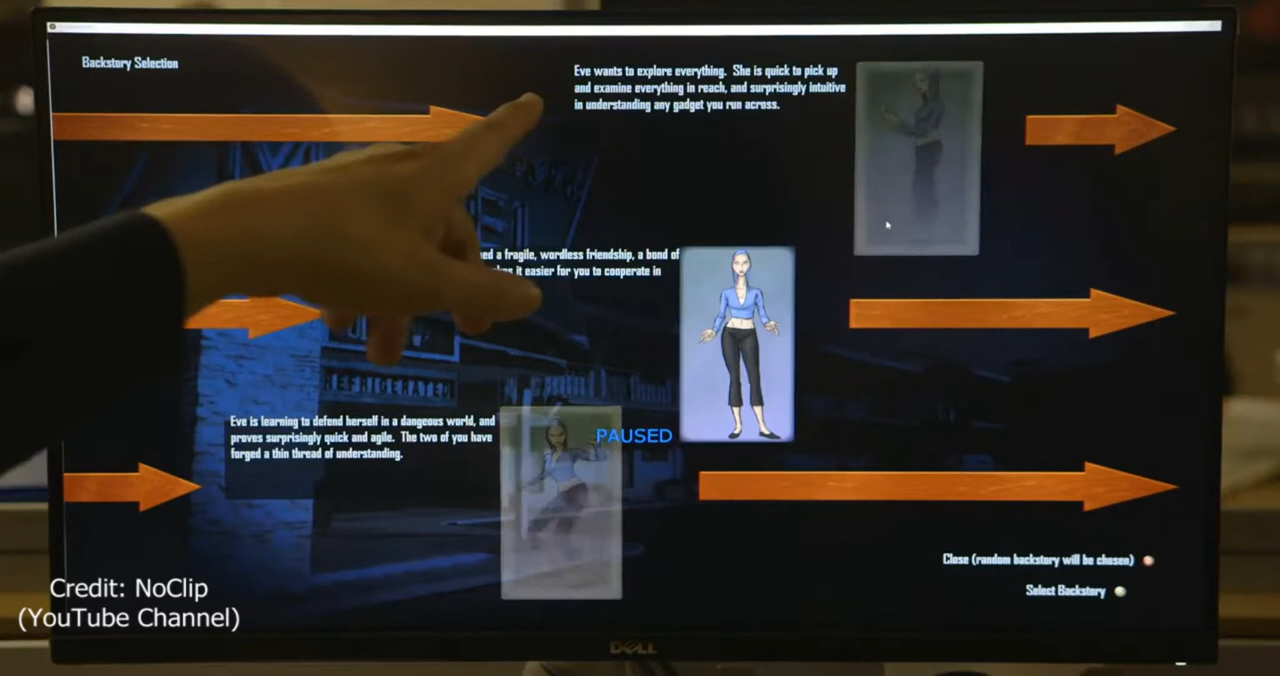 Backstory Selection
Eve wants to explore everything. She is quick to pick up
and examine everything in reach, and surprisingly intuitive
in understanding any gadget you run across.
a fragile, wordless friendship, a bond of
it easier for you to cooperate in
REFRIGERATED
Eve is learning to defend herself in a dangeous world, and
proves surprisingly quick and agile. The two of you have
forged a thin thread of understanding.
PAUSED
Close (random backstory will be chosen)
Select Backstory
Credit: NoClip
(YouTube Channel)
DELL